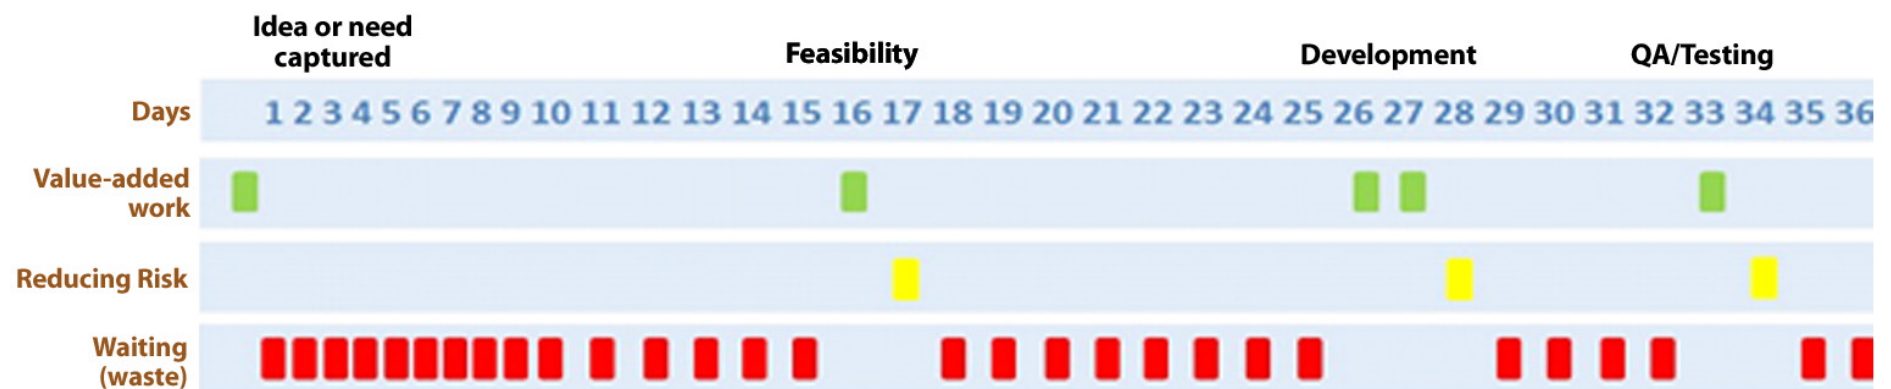 Idea or need
captured
Feasibility
Development
QA/Testing
Days
1 2 3 4 5 6 7 8 9 10 11 12 13 14 15 16 17 18 19 20 21 22 23 24 25 26 27 28 29 30 31 32 33 34 35 36
Value-added
work
Reducing Risk
Waiting
(waste)